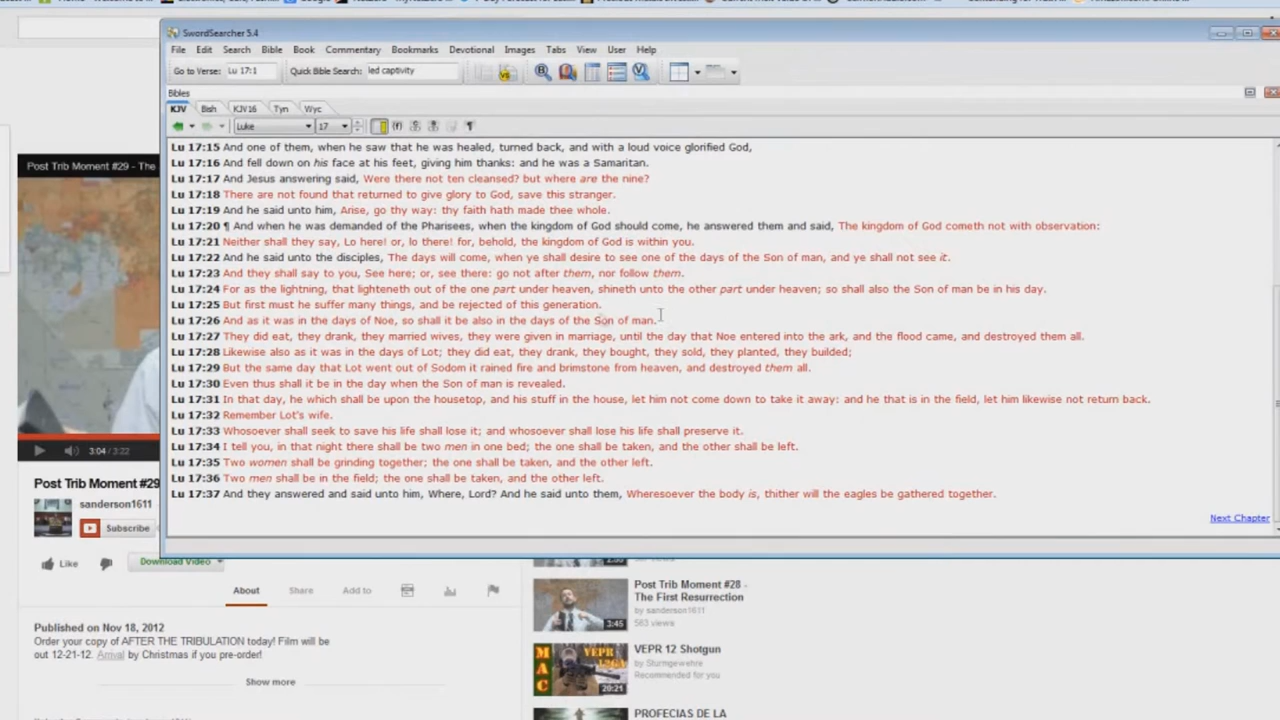 SwordSearcher 5.4
File Edit Search Bible Book Commentary Bookmarks Devotional Images Tabs View User Help
Go to Verse: Lu 17:1 Quick Bible Search: led captivity
Bibles
KJV Bish KJV16 Tyn Wyc
Luke 17
Lu 17:15 And one of them, when he saw that he was healed, turned back, and with a loud voice glorified God,
Lu 17:16 And fell down on his face at his feet, giving him thanks: and he was a Samaritan.
Lu 17:17 And Jesus answering said, Were there not ten cleansed? but where are the nine?
Lu 17:18 There are not found that returned to give glory to God, save this stranger.
Lu 17:19 And he said unto him, Arise, go thy way: thy faith hath made thee whole.
Lu 17:20 ¶ And when he was demanded of the Pharisees, when the kingdom of God should come, he answered them and said, The kingdom of God cometh not with observation:
Lu 17:21 Neither shall they say, Lo here! or, lo there! for, behold, the kingdom of God is within you.
Lu 17:22 And he said unto the disciples, The days will come, when ye shall desire to see one of the days of the Son of man, and ye shall not see it.
Lu 17:23 And they shall say to you, See here; or, see there: go not after them, nor follow them.
Lu 17:24 For as the lightning, that lighteneth out of the one part under heaven, shineth unto the other part under heaven; so shall also the Son of man be in his day.
Lu 17:25 But first must he suffer many things, and be rejected of this generation.
Lu 17:26 And as it was in the days of Noe, so shall it be also in the days of the Son of man.
Lu 17:27 They did eat, they drank, they married wives, they were given in marriage, until the day that Noe entered into the ark, and the flood came, and destroyed them all.
Lu 17:28 Likewise also as it was in the days of Lot; they did eat, they drank, they bought, they sold, they planted, they builded;
Lu 17:29 But the same day that Lot went out of Sodom it rained fire and brimstone from heaven, and destroyed them all.
Lu 17:30 Even thus shall it be in the day when the Son of man is revealed.
Lu 17:31 In that day, he which shall be upon the housetop, and his stuff in the house, let him not come down to take it away: and he that is in the field, let him likewise not return back.
Lu 17:32 Remember Lot's wife.
Lu 17:33 Whosoever shall seek to save his life shall lose it; and whosoever shall lose his life shall preserve it.
Lu 17:34 I tell you, in that night there shall be two men in one bed; the one shall be taken, and the other shall be left.
Lu 17:35 Two women shall be grinding together; the one shall be taken, and the other left.
Lu 17:36 Two men shall be in the field; the one shall be taken, and the other left.
Lu 17:37 And they answered and said unto him, Where, Lord? And he said unto them, Wheresoever the body is, thither will the eagles be gathered together.
Next Chapter
Post Trib Moment #29 - The
3:04 / 3:22
Post Trib Moment #29
sanderson1611
Subscribe
Like Download Video
About Share Add to
Published on Nov 18, 2012
Order your copy of AFTER THE TRIBULATION today! Film will be
out 12-21-12. Arrival by Christmas if you pre-order!
Show more
Post Trib Moment #28 -
The First Resurrection
by sanderson1611
563 views
3:45
VEPR 12 Shotgun
by Sturmgewehre
Recommended for you
MAC
20:21
PROFECIAS DE LA